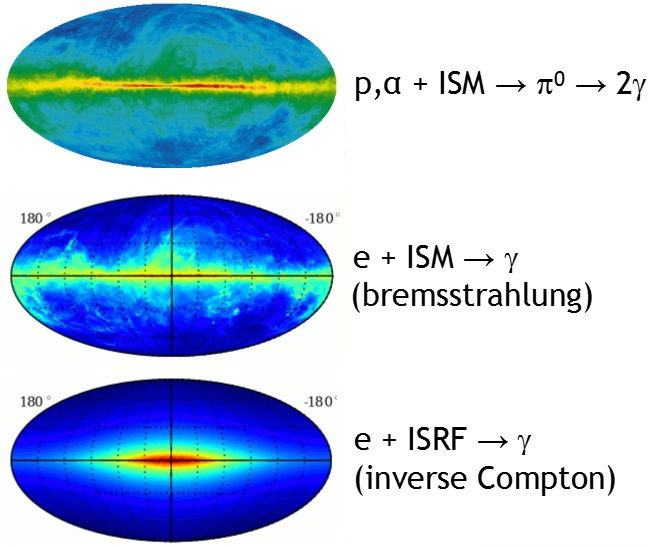 p,α + ISM → π⁰ → 2γ
180° -180°
e + ISM → γ
(bremsstrahlung)
180° -180°
e + ISRF → γ
(inverse Compton)